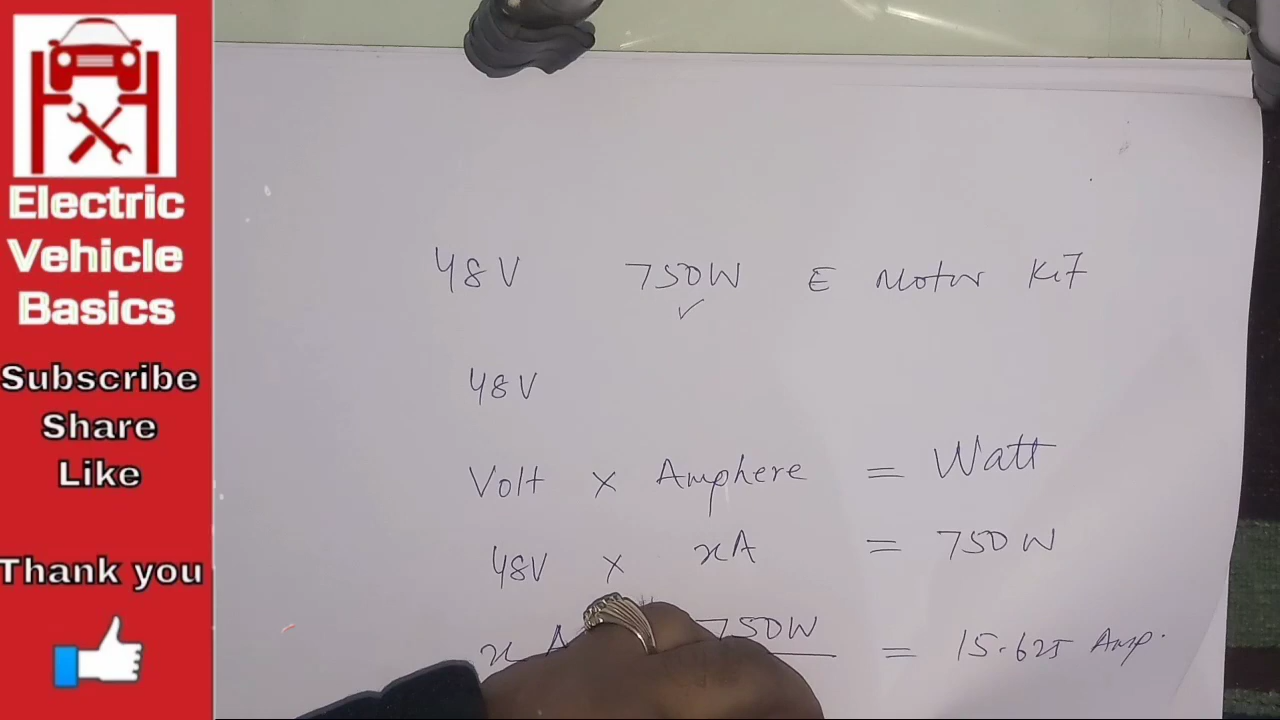 Electric
Vehicle
Basics
Subscribe
Share
Like
Thank you
48V 750W E Motor Kit
48V
Volt × Amphere = Watt
48V × xA = 750W
x A 750W = 15.625 Amp.